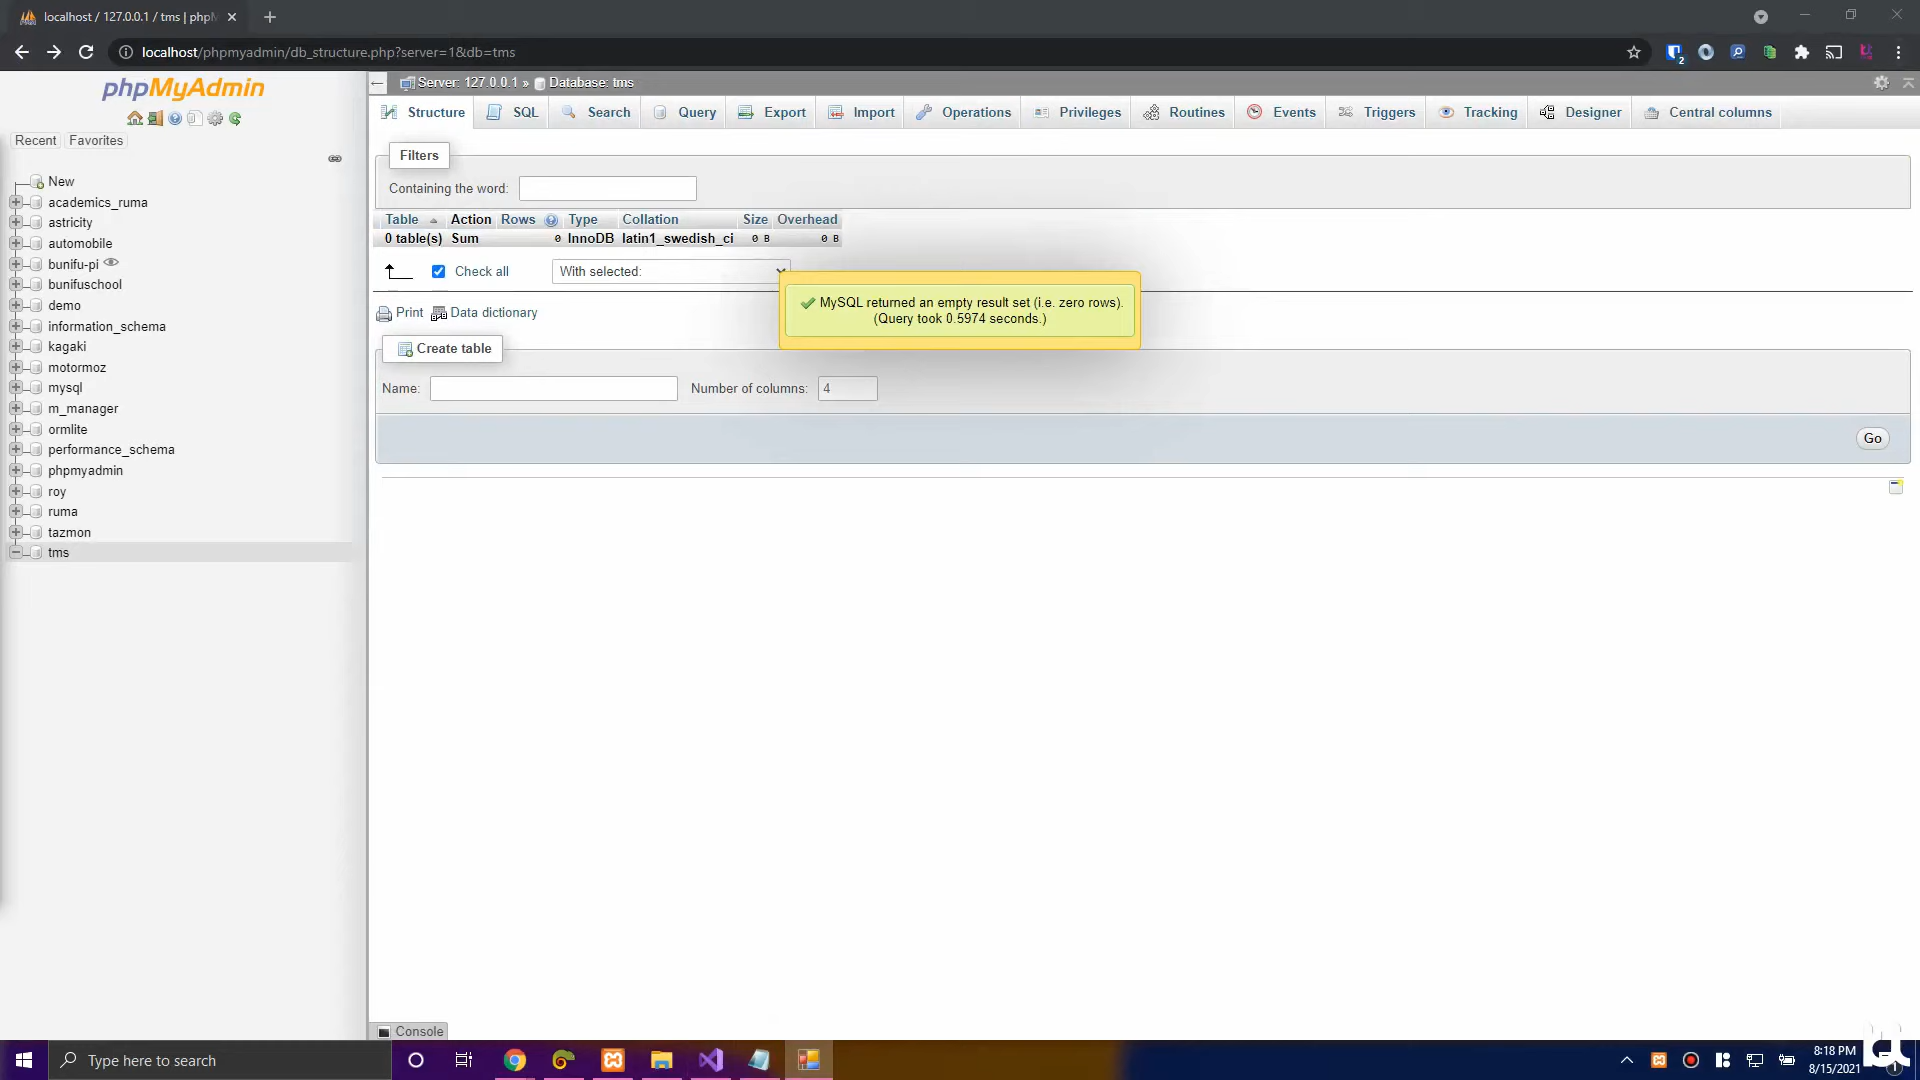 localhost / 127.0.0.1 / tms | phpM
localhost/phpmyadmin/db_structure.php?server=1&db=tms
2
phpMyAdmin
Recent Favorites
New
academics_ruma
astricity
automobile
bunifu-pi
bunifuschool
demo
information_schema
kagaki
motormoz
mysql
m_manager
ormlite
performance_schema
phpmyadmin
roy
ruma
tazmon
tms
Server: 127.0.0.1 » Database: tms
Structure SQL Search Query Export Import Operations Privileges Routines Events Triggers Tracking Designer Central columns
Filters
Containing the word:
Table Action Rows Type Collation Size Overhead
0 table(s) Sum 0 InnoDB latin1_swedish_ci 0 B 0 B
Check all With selected:
MySQL returned an empty result set (i.e. zero rows).
(Query took 0.5974 seconds.)
Print Data dictionary
Create table
Name: Number of columns: 4
Go
Console
Type here to search
8:18 PM
8/15/2021